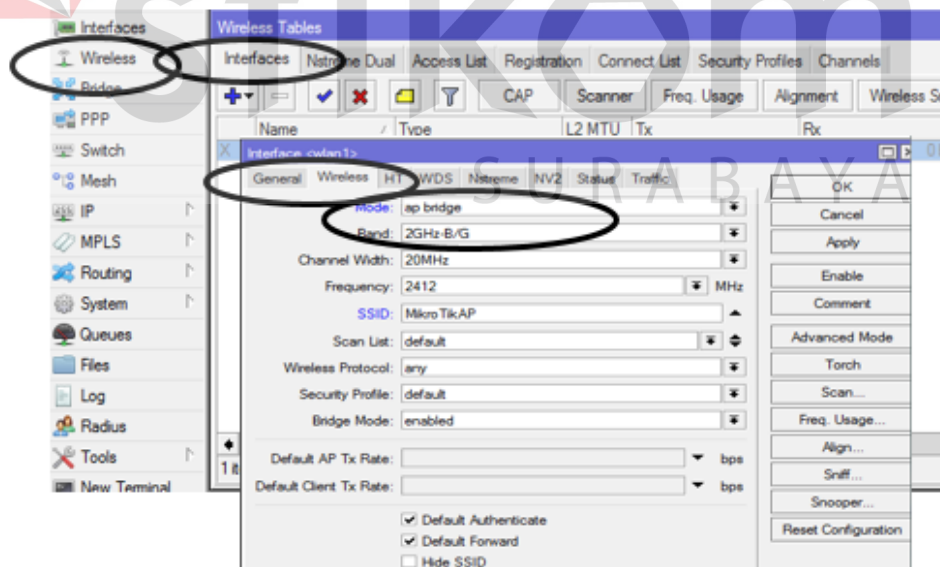 stikom
SURABAYA
Interfaces
Wireless
Bridge
PPP
Switch
Mesh
IP
MPLS
Routing
System
Queues
Files
Log
Radius
Tools
New Terminal
Wireless Tables
Interfaces Nstreme Dual Access List Registration Connect List Security Profiles Channels
CAP Scanner Freq. Usage Alignment Wireless
Name / Type L2 MTU Tx Rx
X
Interface <wlan1>
General Wireless HT WDS Nstreme NV2 Status Traffic
Mode: ap bridge
Band: 2GHz-B/G
Channel Width: 20MHz
Frequency: 2412 MHz
SSID: MikroTikAP
Scan List: default
Wireless Protocol: any
Security Profile: default
Bridge Mode: enabled
Default AP Tx Rate: bps
Default Client Tx Rate: bps
Default Authenticate
Default Forward
Hide SSID
OK
Cancel
Apply
Enable
Comment
Advanced Mode
Torch
Scan...
Freq. Usage...
Align...
Sniff...
Snooper...
Reset Configuration